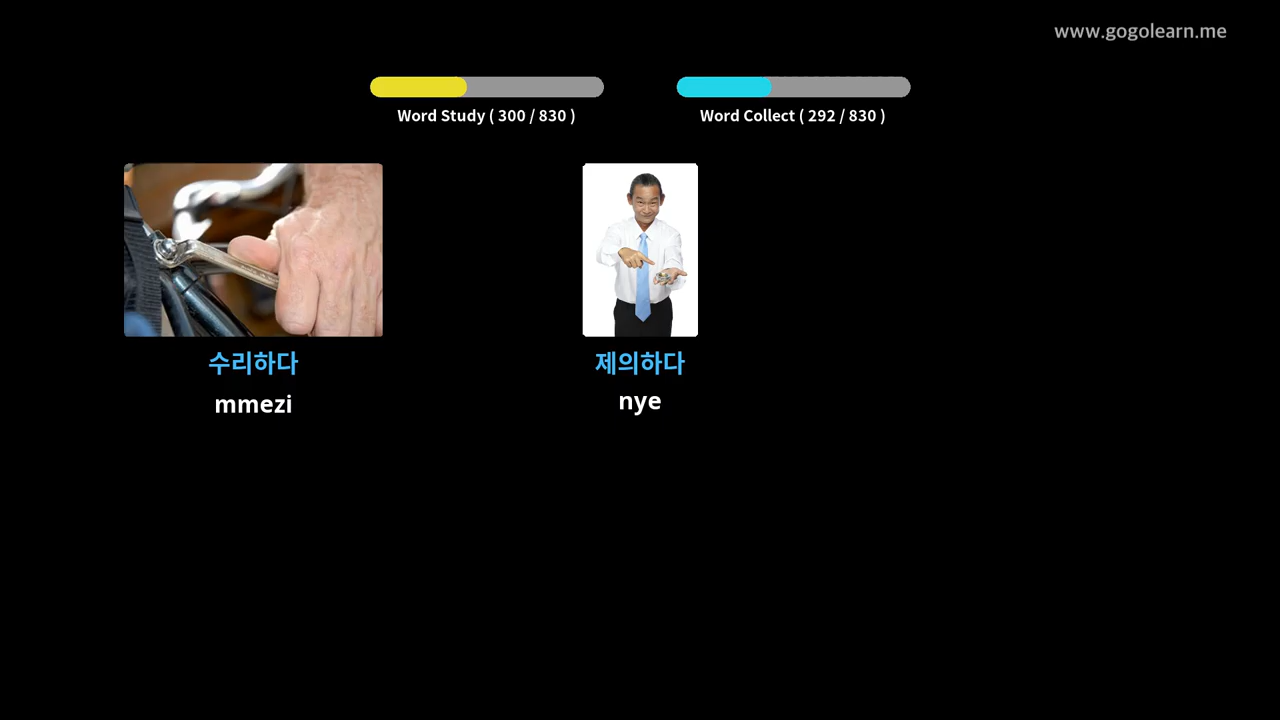 www.gogolearn.me
Word Study ( 300 / 830 )
Word Collect ( 292 / 830 )
수리하다
mmezi
제의하다
nye